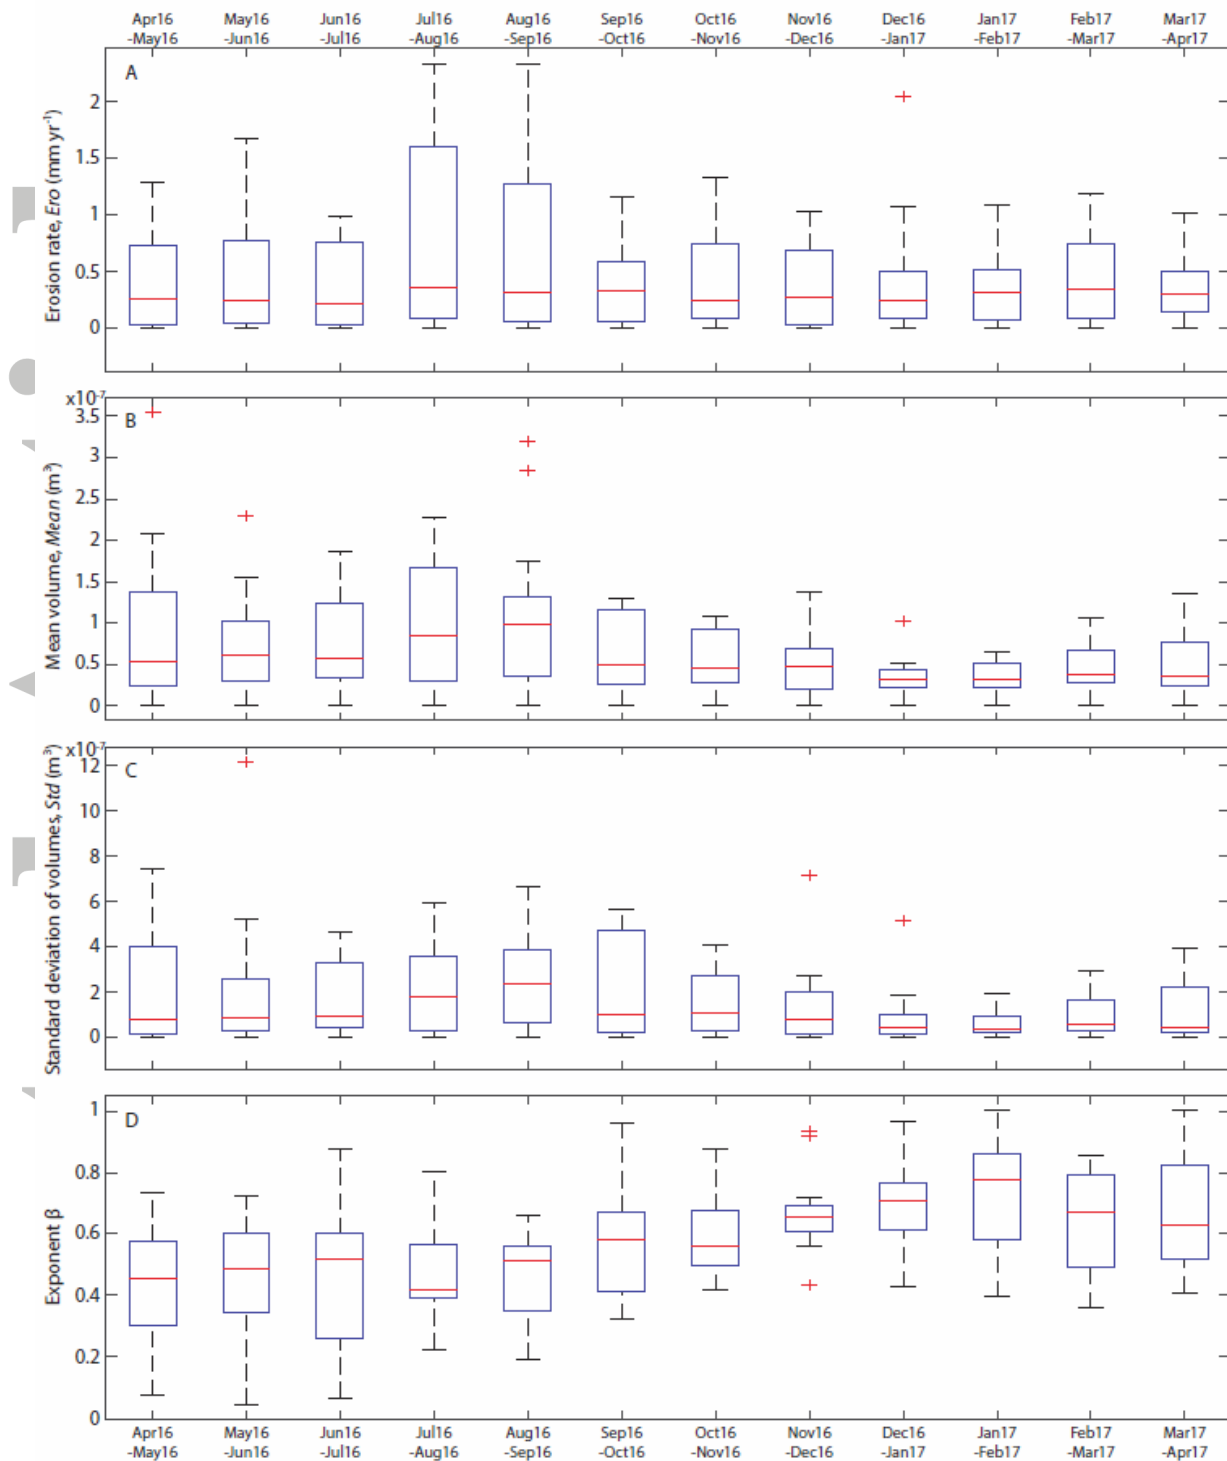 Apr16 May16 Jun16 Jul16 Aug16 Sep16 Oct16 Nov16 Dec16 Jan17 Feb17 Mar17
-May16 -Jun16 -Jul16 -Aug16 -Sep16 -Oct16 -Nov16 -Dec16 -Jan17 -Feb17 -Mar17 -Apr17
A
Erosion rate, Ero (mm yr⁻¹)
2
1.5
1
0.5
0
x10⁻⁷
B
Mean volume, Mean (m³)
3.5
3
2.5
2
1.5
1
0.5
0
x10⁻⁷
C
Standard deviation of volumes, Std (m³)
12
10
8
6
4
2
0
D
Exponent β
1
0.8
0.6
0.4
0.2
0
Apr16 May16 Jun16 Jul16 Aug16 Sep16 Oct16 Nov16 Dec16 Jan17 Feb17 Mar17
-May16 -Jun16 -Jul16 -Aug16 -Sep16 -Oct16 -Nov16 -Dec16 -Jan17 -Feb17 -Mar17 -Apr17